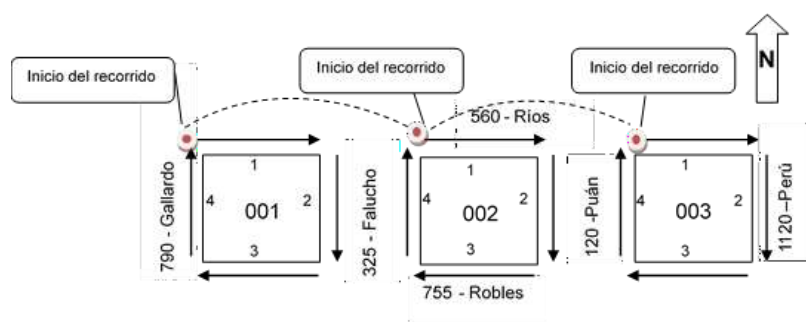 Inicio del recorrido
Inicio del recorrido
Inicio del recorrido
N
560 - Ríos
790 - Gallardo
1
4
001
2
3
325 - Falucho
1
4
002
2
3
120 -Puán
1
4
003
2
3
1120 –Perú
755 - Robles